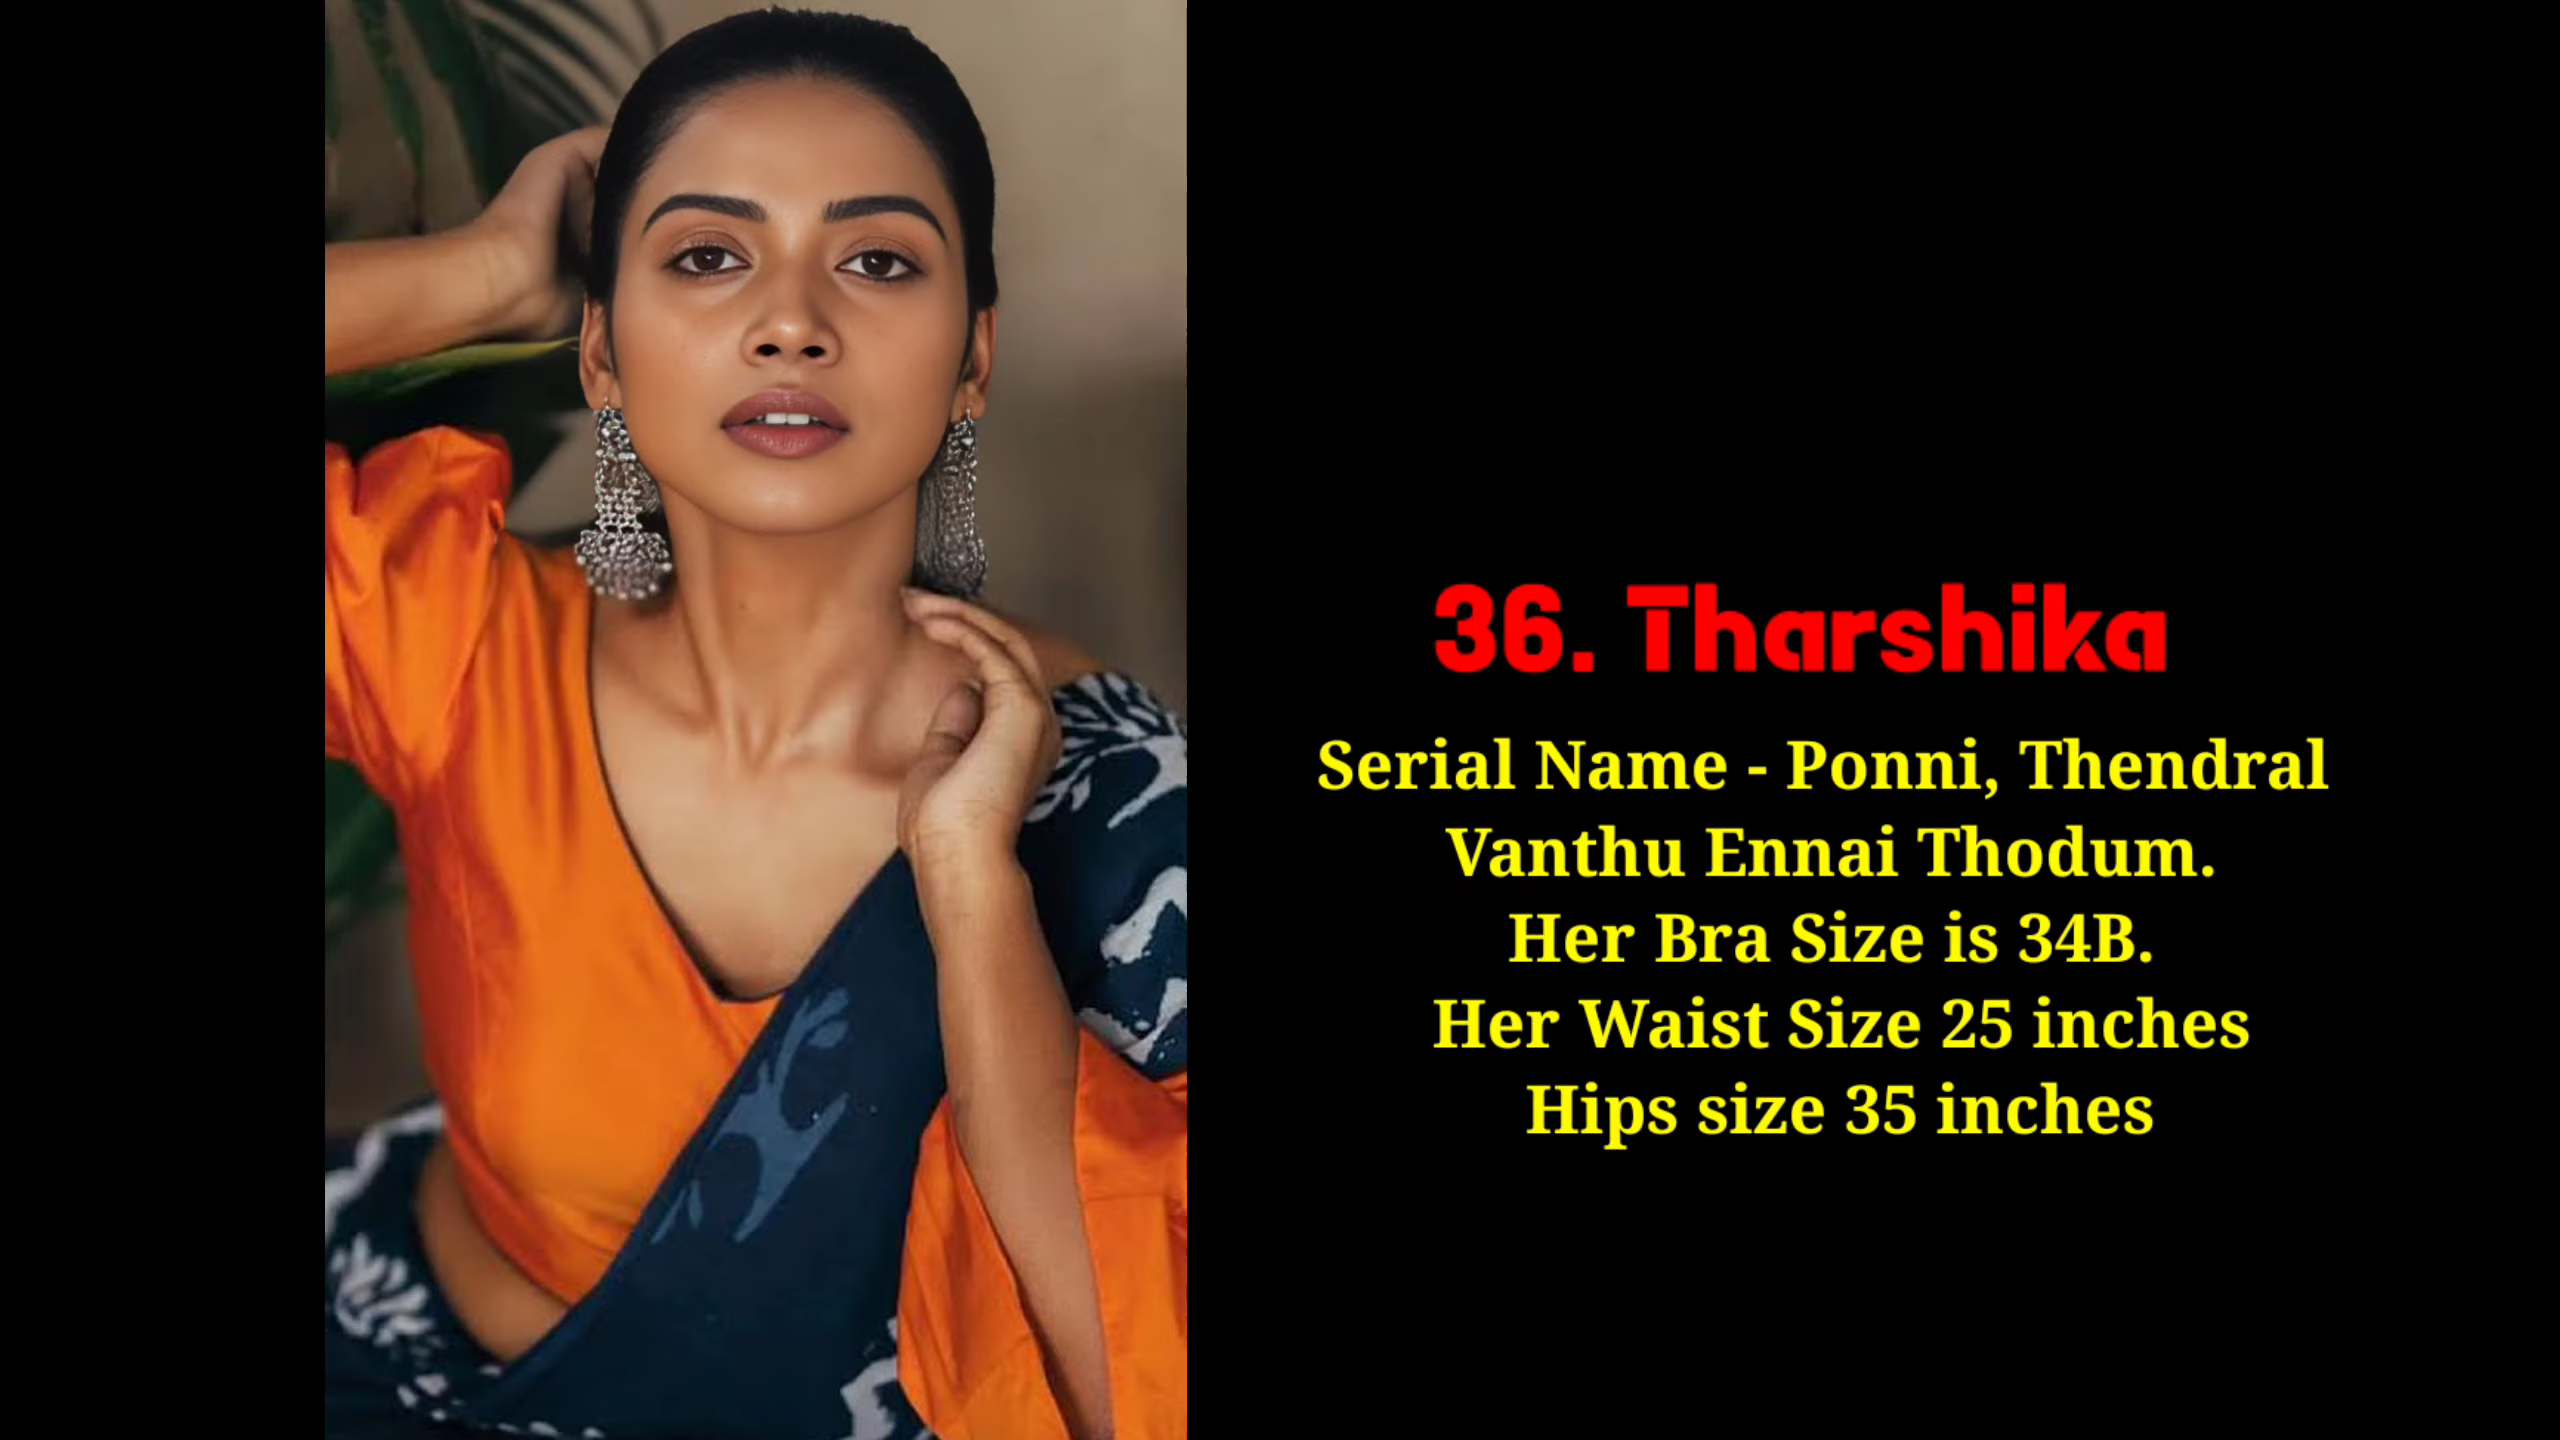 36. Tharshika
Serial Name - Ponni, Thendral
Vanthu Ennai Thodum.
Her Bra Size is 34B.
Her Waist Size 25 inches
Hips size 35 inches